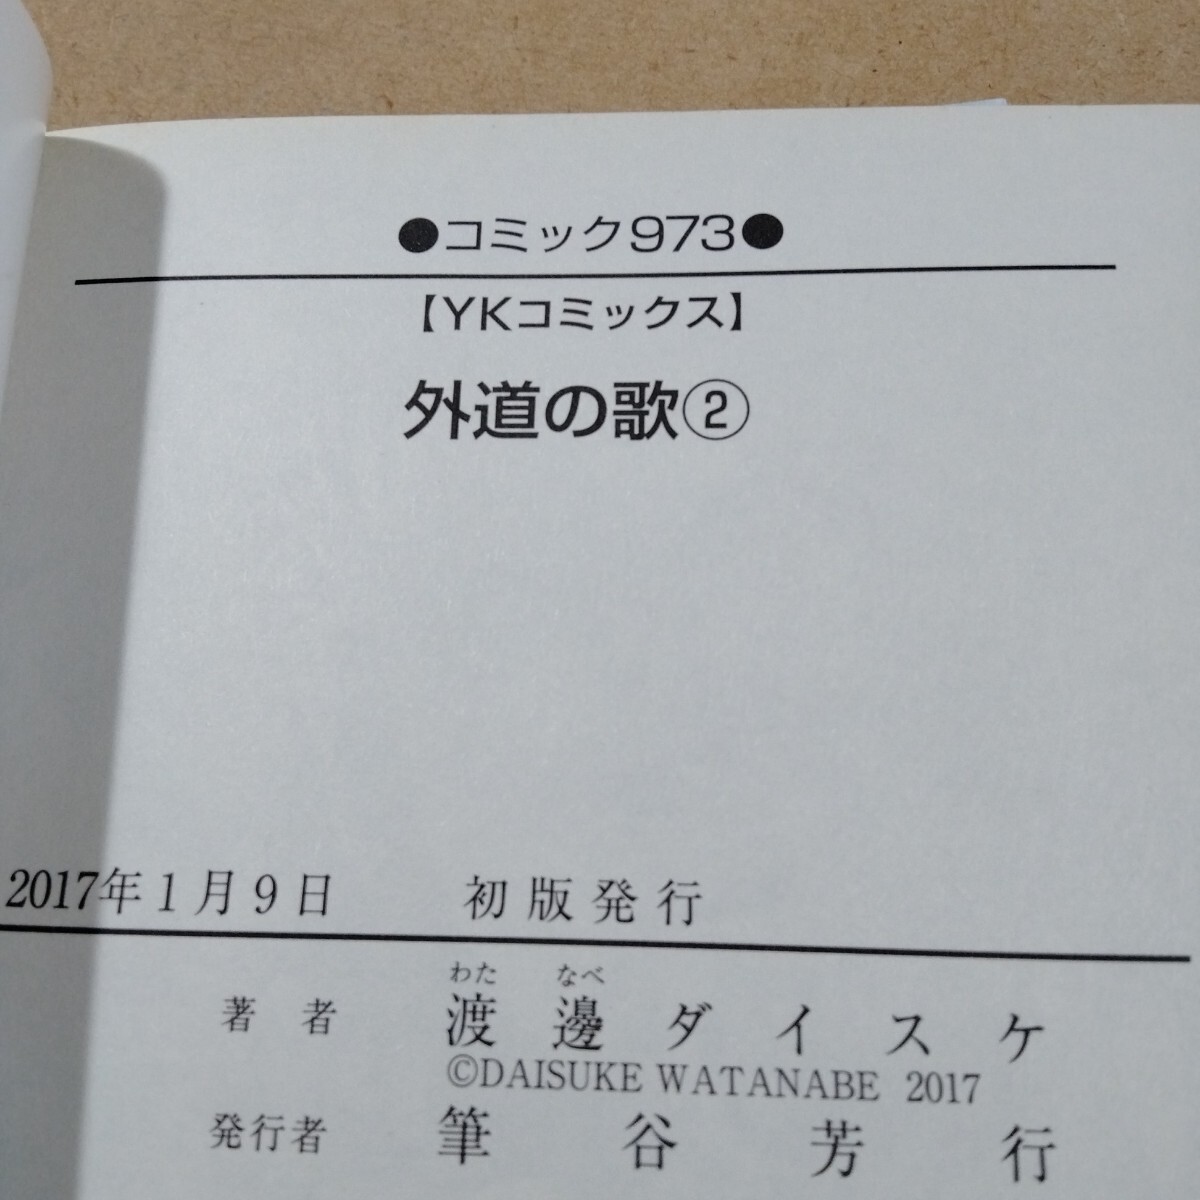 ●コミック973●
【YKコミックス】
外道の歌②
2017年1月9日 初版発行
わた なべ
著者 渡邊ダイスケ
©DAISUKE WATANABE 2017
発行者 筆谷芳行